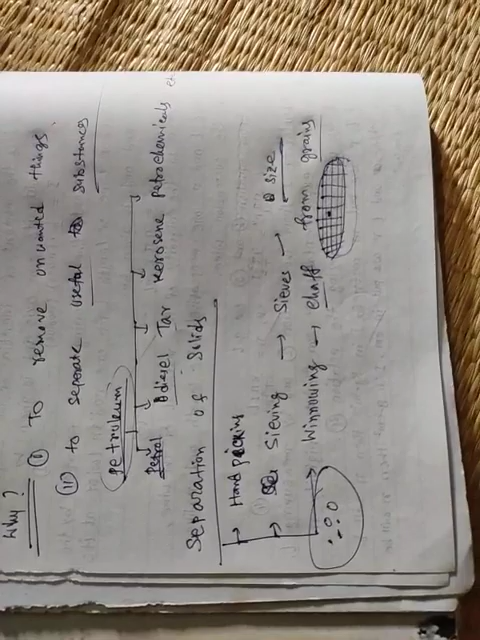 Why?
(i) To remove unwanted things.
(ii) to separate useful substances
petroleum
Petrol diesel Tar Kerosene Petrochemicals
Separation of Solids
→ Hand picking
→ Sieving → Sieves → size
→ Winnowing → Chaff from grains